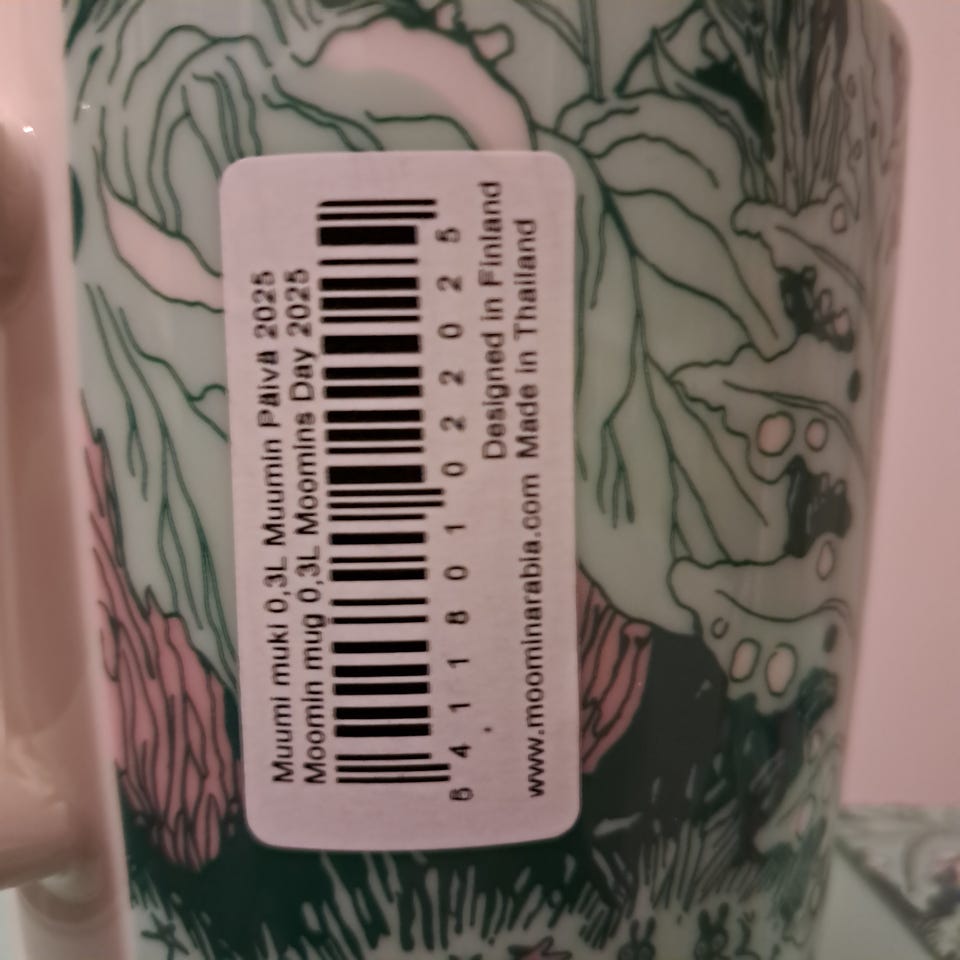 Muumi muki 0,3L Muumin Päivä 2025
Moomin mug 0,3L Moomins Day 2025
6 411801 022025
Designed in Finland
www.moominarabia.com Made in Thailand